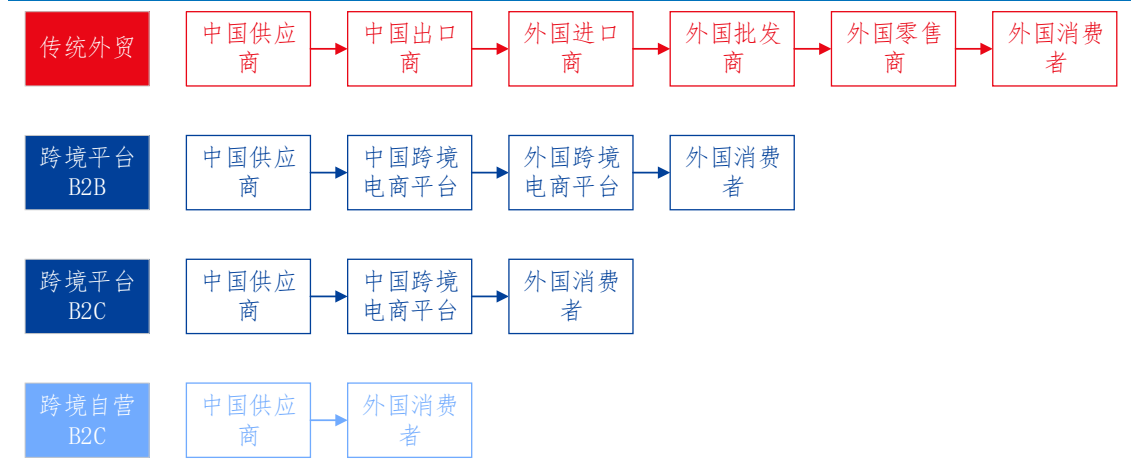 传统外贸
中国供应
商
中国出口
商
外国进口
商
外国批发
商
外国零售
商
外国消费
者
跨境平台
B2B
中国供应
商
中国跨境
电商平台
外国跨境
电商平台
外国消费
者
跨境平台
B2C
中国供应
商
中国跨境
电商平台
外国消费
者
跨境自营
B2C
中国供应
商
外国消费
者